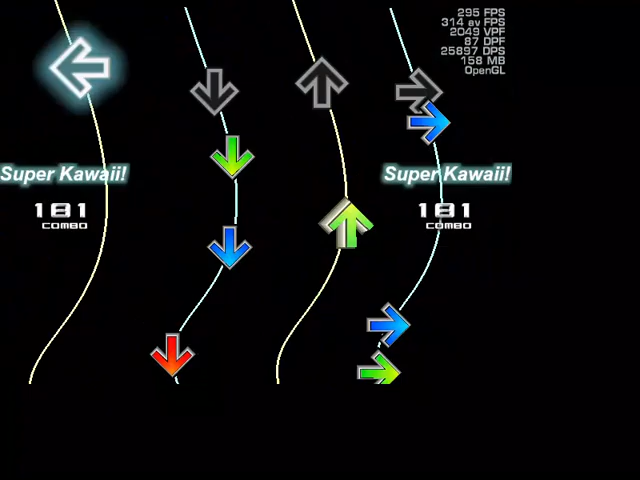 295 FPS
314 av FPS
2049 VPF
87 DPF
25897 DPS
158 MB
OpenGL
Super Kawaii!
181
COMBO
Super Kawaii!
181
COMBO